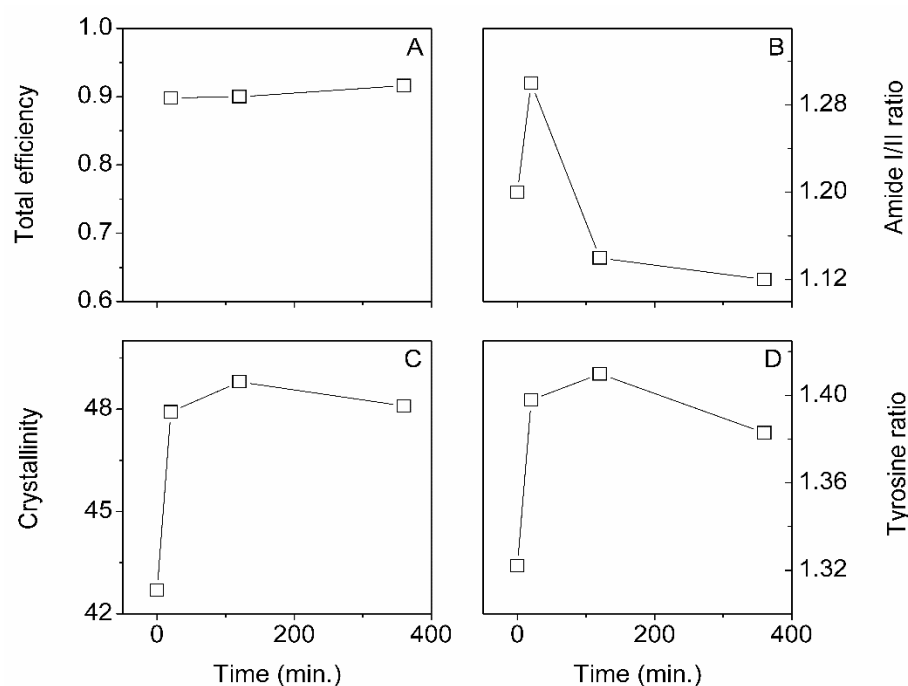 A
Total efficiency
1.0
0.9
0.8
0.7
0.6
B
Amide I/II ratio
1.28
1.20
1.12
C
Crystallinity
48
45
42
0 200 400
Time (min.)
D
Tyrosine ratio
1.40
1.36
1.32
0 200 400
Time (min.)